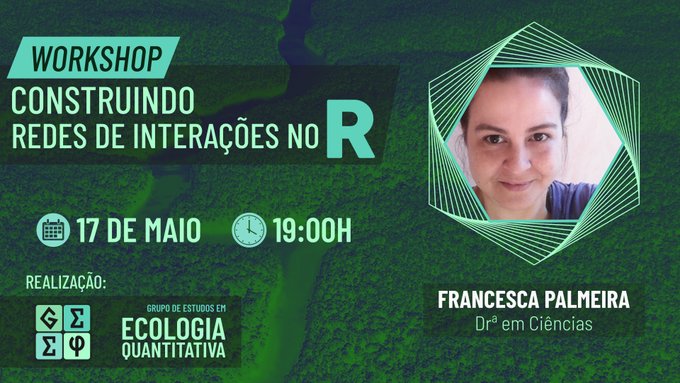 WORKSHOP
CONSTRUINDO
REDES DE INTERAÇÕES NO R
17 DE MAIO
19:00H
REALIZAÇÃO:
GRUPO DE ESTUDOS EM
ECOLOGIA
QUANTITATIVA
FRANCESCA PALMEIRA
Drª em Ciências